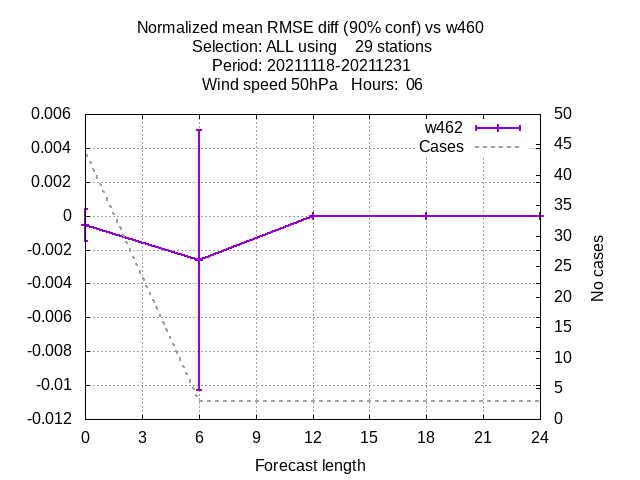 Normalized mean RMSE diff (90% conf) vs w460
Selection: ALL using    29 stations
Period: 20211118-20211231
Wind speed 50hPa   Hours:  06
0.006
0.004
0.002
0
-0.002
-0.004
-0.006
-0.008
-0.01
-0.012
w462
Cases
50
45
40
35
30
25
20
15
10
5
0
No cases
0 3 6 9 12 15 18 21 24
Forecast length